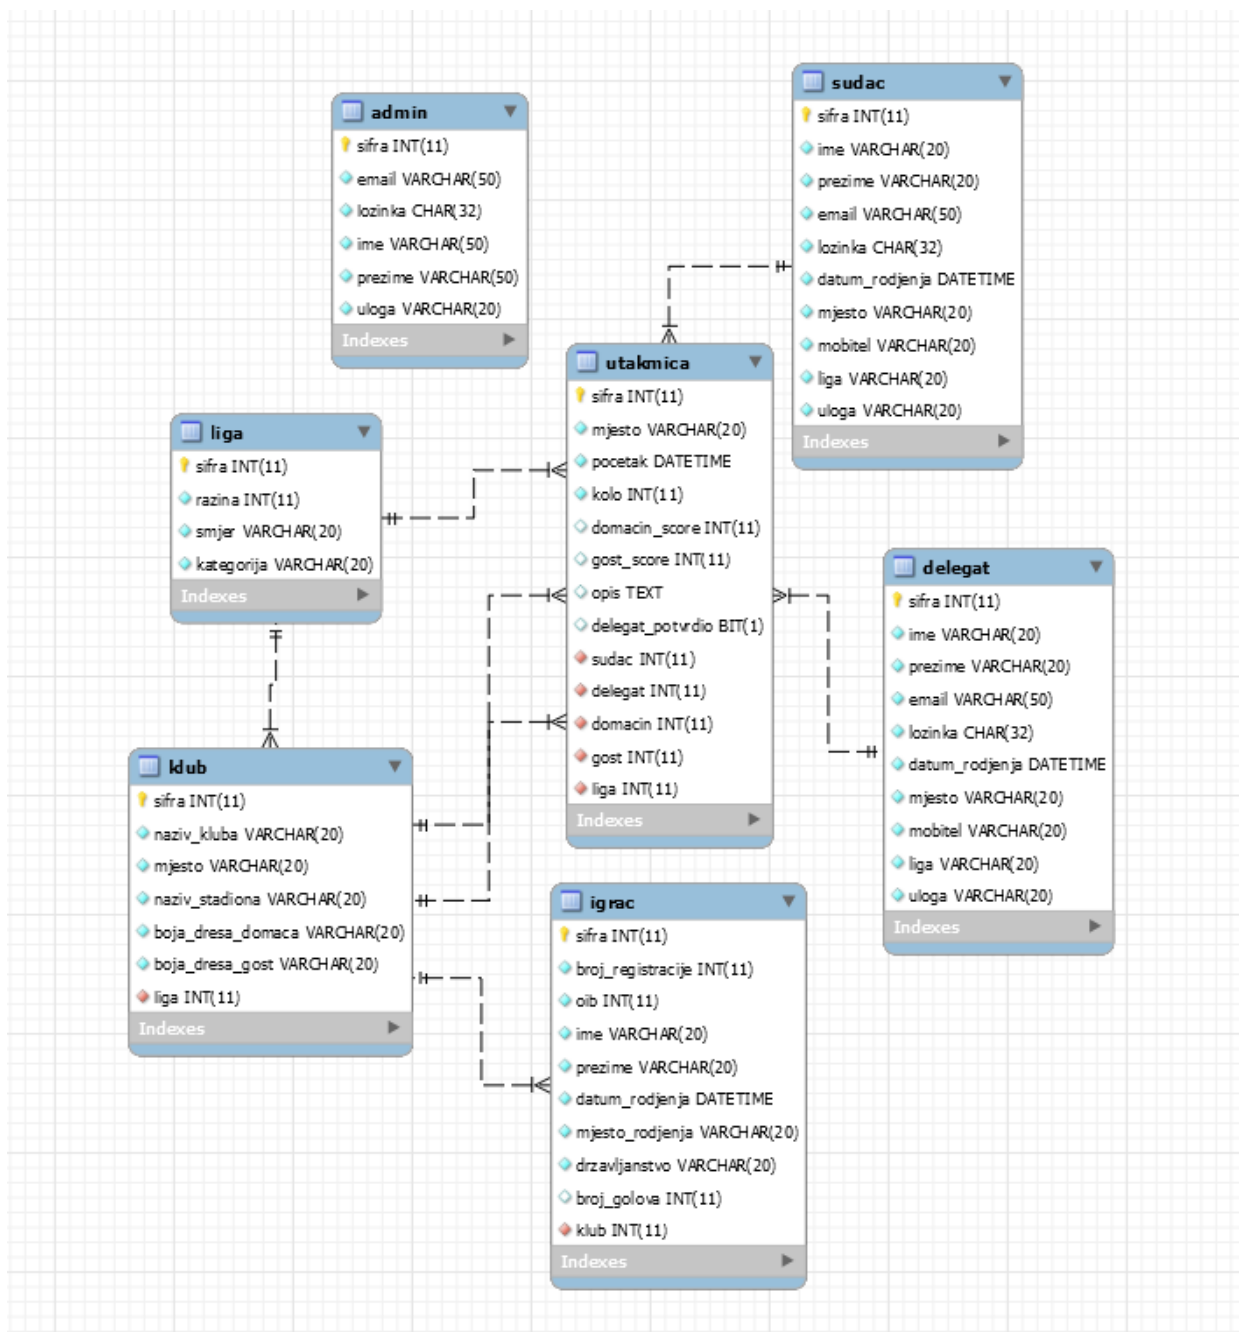 admin
sifra INT(11)
email VARCHAR(50)
lozinka CHAR(32)
ime VARCHAR(50)
prezime VARCHAR(50)
uloga VARCHAR(20)
Indexes
sudac
sifra INT(11)
ime VARCHAR(20)
prezime VARCHAR(20)
email VARCHAR(50)
lozinka CHAR(32)
datum_rodjenja DATETIME
mjesto VARCHAR(20)
mobitel VARCHAR(20)
liga VARCHAR(20)
uloga VARCHAR(20)
Indexes
utakmica
sifra INT(11)
mjesto VARCHAR(20)
pocetak DATETIME
kolo INT(11)
domacin_score INT(11)
gost_score INT(11)
opis TEXT
delegat_potvrdio BIT(1)
sudac INT(11)
delegat INT(11)
domacin INT(11)
gost INT(11)
liga INT(11)
Indexes
liga
sifra INT(11)
razina INT(11)
smjer VARCHAR(20)
kategorija VARCHAR(20)
Indexes
delegat
sifra INT(11)
ime VARCHAR(20)
prezime VARCHAR(20)
email VARCHAR(50)
lozinka CHAR(32)
datum_rodjenja DATETIME
mjesto VARCHAR(20)
mobitel VARCHAR(20)
liga VARCHAR(20)
uloga VARCHAR(20)
Indexes
klub
sifra INT(11)
naziv_kluba VARCHAR(20)
mjesto VARCHAR(20)
naziv_stadiona VARCHAR(20)
boja_dresa_domaca VARCHAR(20)
boja_dresa_gost VARCHAR(20)
liga INT(11)
Indexes
igrac
sifra INT(11)
broj_registracije INT(11)
oib INT(11)
ime VARCHAR(20)
prezime VARCHAR(20)
datum_rodjenja DATETIME
mjesto_rodjenja VARCHAR(20)
drzavljanstvo VARCHAR(20)
broj_golova INT(11)
klub INT(11)
Indexes